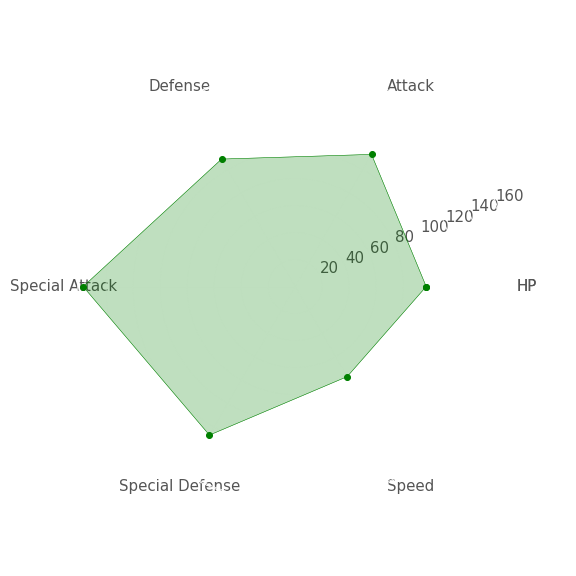 Defense
Attack
160
140
120
100
80
60
40
20
Special Attack
HP
Special Defense
Speed